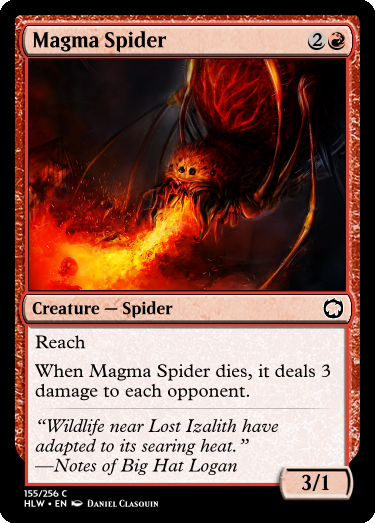 Magma Spider 2
Creature — Spider
Reach
When Magma Spider dies, it deals 3
damage to each opponent.
“Wildlife near Lost Izalith have
adapted to its searing heat.”
—Notes of Big Hat Logan
3/1
155/256 C
HLW • EN Daniel Clasouin